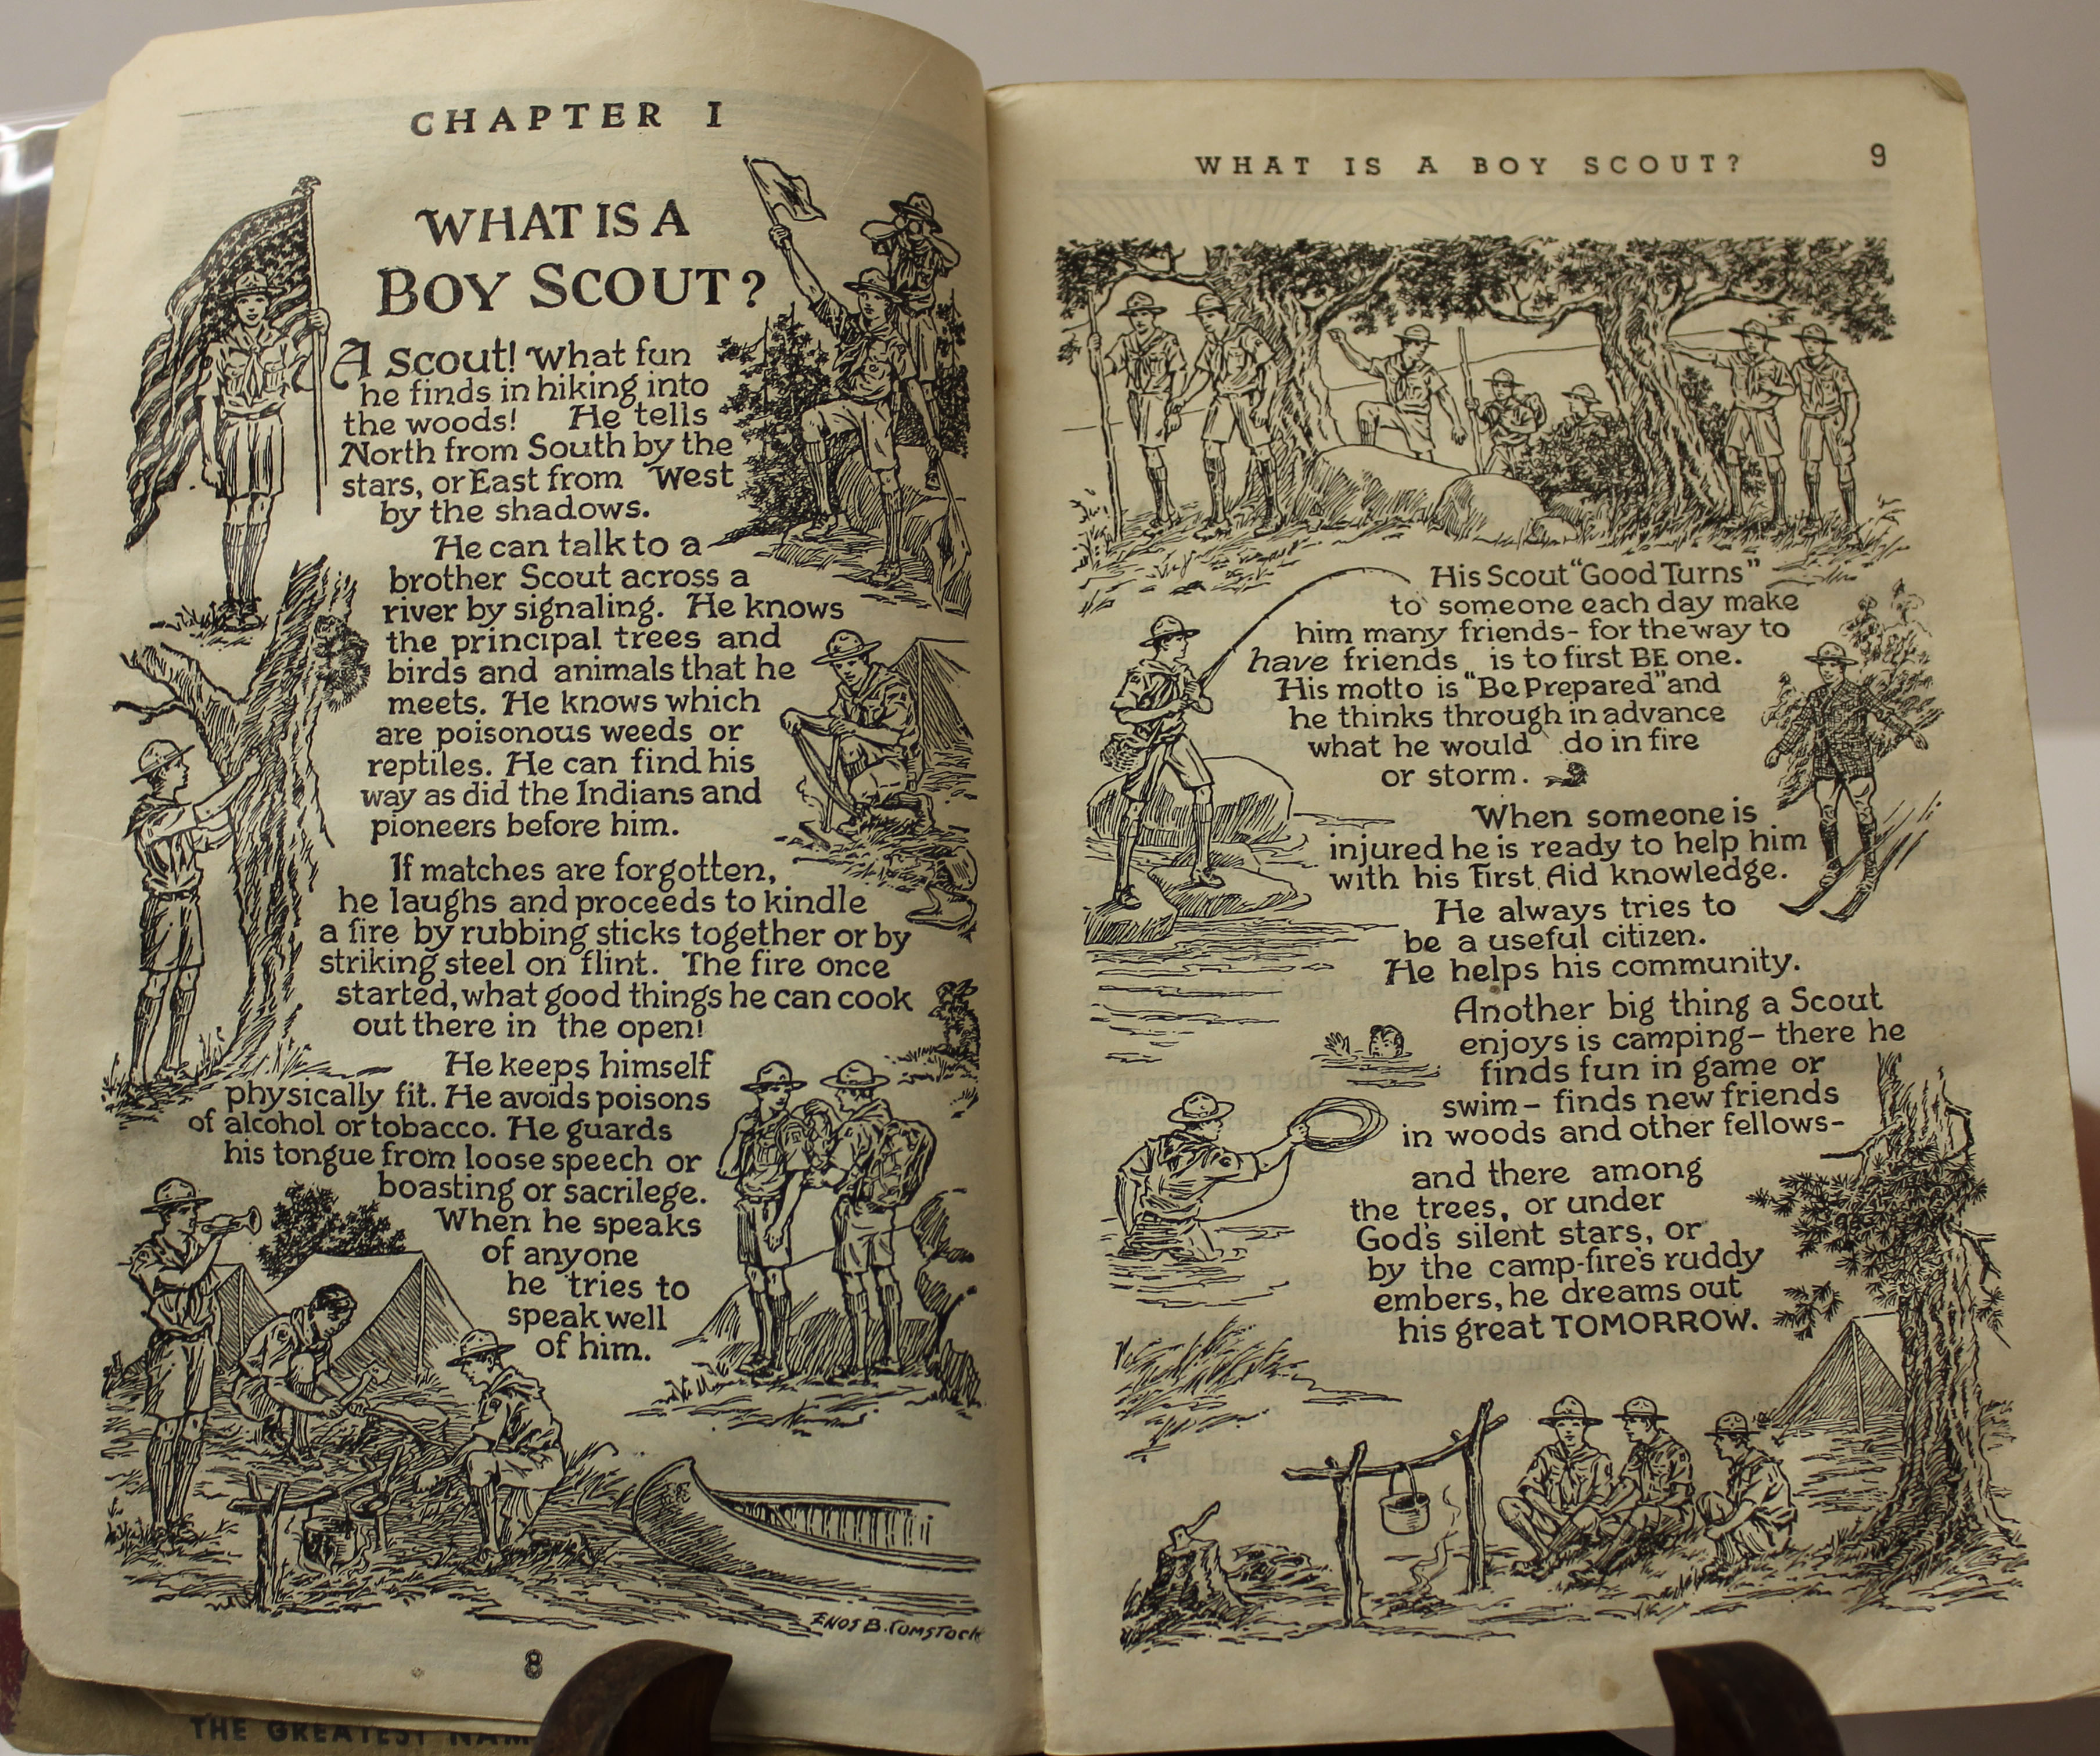 CHAPTER I
WHAT IS A
BOY SCOUT?
A Scout! What fun
he finds in hiking into
the woods! He tells
North from South by the
stars, or East from West
by the shadows.
He can talk to a
brother Scout across a
river by signaling. He knows
the principal trees and
birds and animals that he
meets. He knows which
are poisonous weeds or
reptiles. He can find his
way as did the Indians and
pioneers before him.
If matches are forgotten,
he laughs and proceeds to kindle
a fire by rubbing sticks together or by
striking steel on flint. The fire once
started, what good things he can cook
out there in the open!
He keeps himself
physically fit. He avoids poisons
of alcohol or tobacco. He guards
his tongue from loose speech or
boasting or sacrilege.
When he speaks
of anyone
he tries to
speak well
of him.
ENOS B. COMSTOCK
8
THE GREATEST
WHAT IS A BOY SCOUT? 9
His Scout "Good Turns"
to someone each day make
him many friends - for the way to
have friends is to first BE one.
His motto is "Be Prepared" and
he thinks through in advance
what he would do in fire
or storm.
When someone is
injured he is ready to help him
with his First Aid knowledge.
He always tries to
be a useful citizen.
He helps his community.
Another big thing a Scout
enjoys is camping - there he
finds fun in game or
swim - finds new friends
in woods and other fellows -
and there among
the trees, or under
God's silent stars, or
by the camp-fire's ruddy
embers, he dreams out
his great TOMORROW.